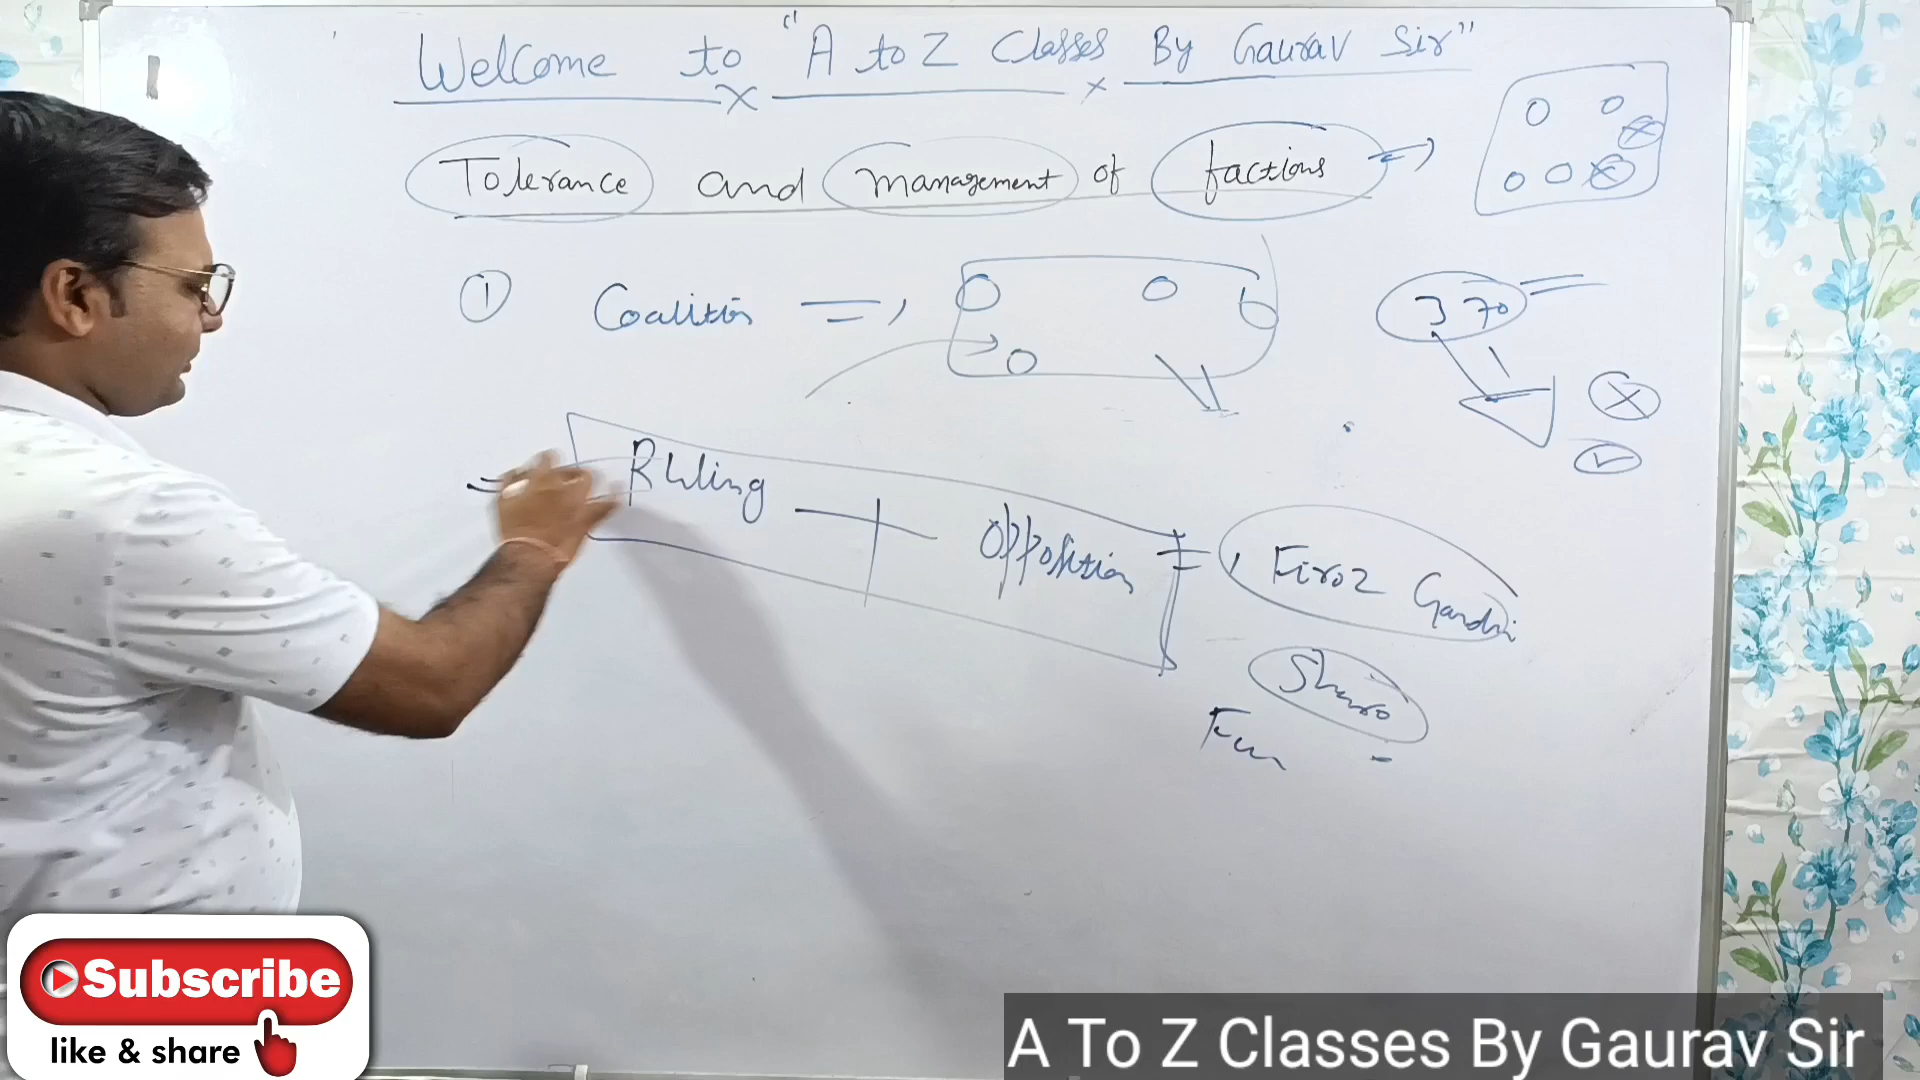 Welcome to "A to Z Classes By Gaurav Sir"
Tolerance and management of factions
① Coalition
370
Ruling
Opposition
Firoz Gandhi
Subscribe
like & share
A To Z Classes By Gaurav Sir